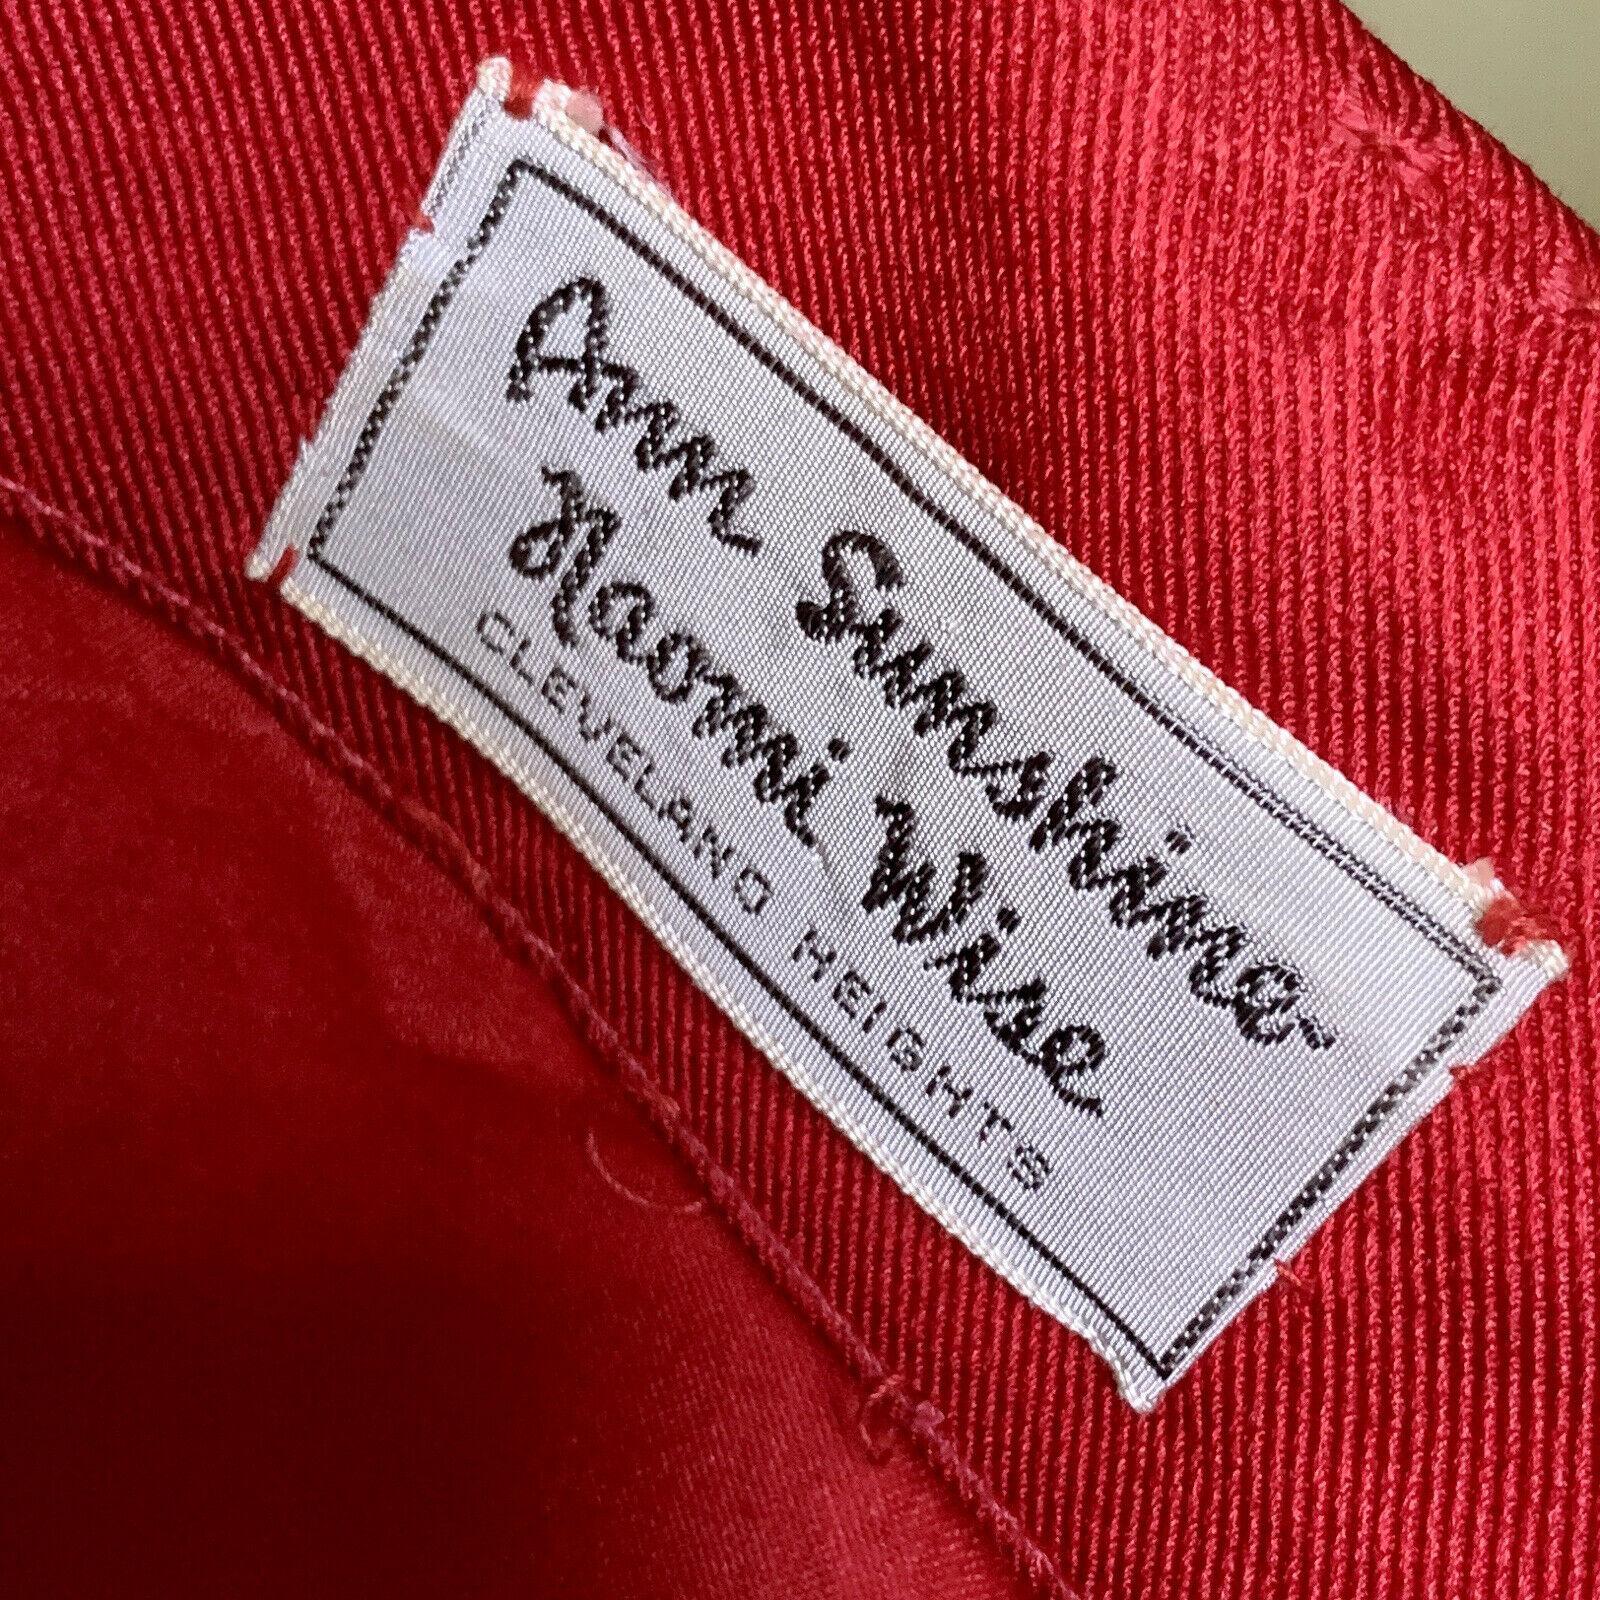 Ann Sunshine
Naomi Wise
CLEVELAND HEIGHTS